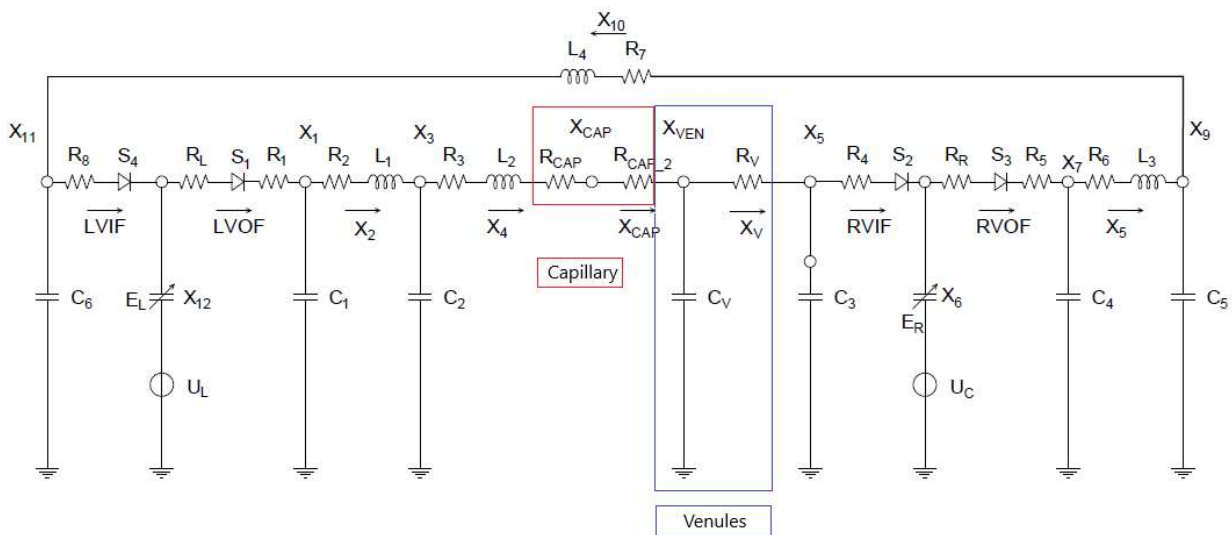 X10
L4 R7
X11 X1 X3 XCAP XVEN X5 X9
R8 S4 RL S1 R1 R2 L1 R3 L2 RCAP RCAP_2 RV R4 S2 RR S3 R5 X7 R6 L3
LVIF LVOF X2 X4 XCAP XV RVIF RVOF X5
Capillary
C6 EL X12 C1 C2 CV C3 ER X6 C4 C5
UL UC
Venules